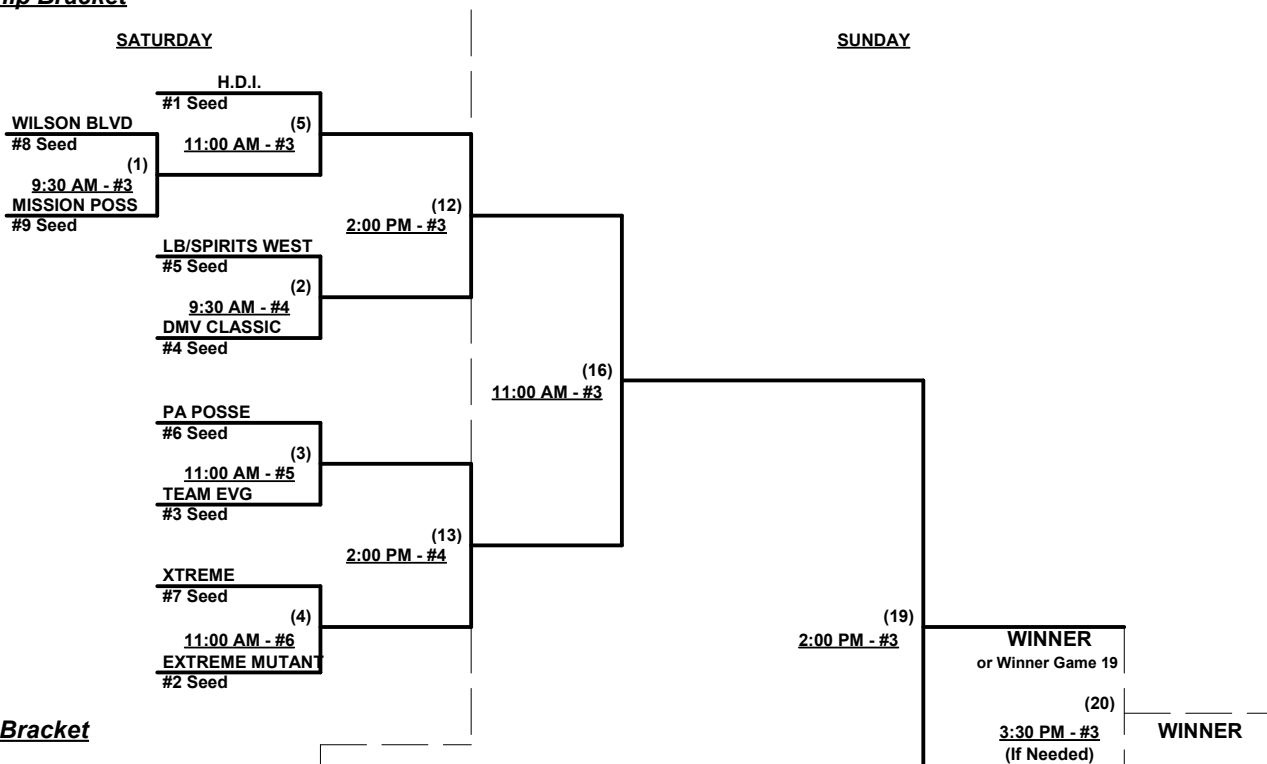 Bracket
SATURDAY
SUNDAY
H.D.I.
#1 Seed
WILSON BLVD
#8 Seed
(5)
11:00 AM - #3
(1)
9:30 AM - #3
MISSION POSS
#9 Seed
(12)
2:00 PM - #3
LB/SPIRITS WEST
#5 Seed
(2)
9:30 AM - #4
DMV CLASSIC
#4 Seed
(16)
11:00 AM - #3
PA POSSE
#6 Seed
(3)
11:00 AM - #5
TEAM EVG
#3 Seed
(13)
2:00 PM - #4
XTREME
#7 Seed
(4)
11:00 AM - #6
EXTREME MUTANT
#2 Seed
(19)
2:00 PM - #3
WINNER
or Winner Game 19
(20)
3:30 PM - #3
(If Needed)
WINNER
Bracket